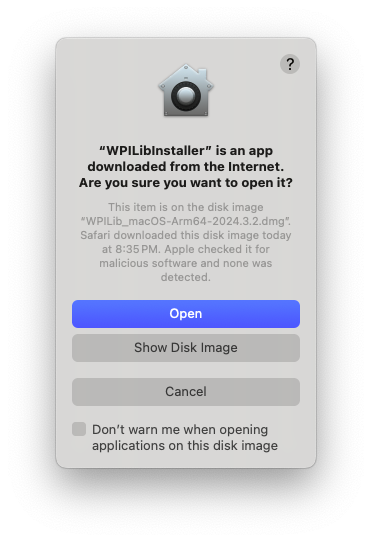 ?
“WPILibInstaller” is an app
downloaded from the Internet.
Are you sure you want to open it?
This item is on the disk image
“WPILib_macOS-Arm64-2024.3.2.dmg”.
Safari downloaded this disk image today
at 8:35 PM. Apple checked it for
malicious software and none was
detected.
Open
Show Disk Image
Cancel
Don’t warn me when opening
applications on this disk image